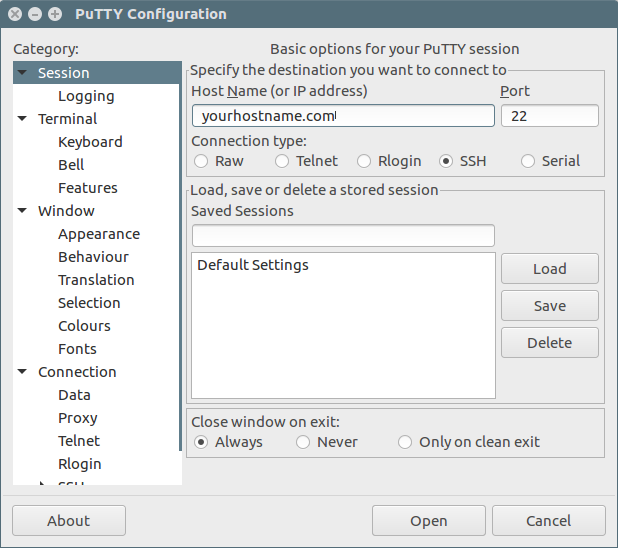 PuTTY Configuration
Category:
Session
Logging
Terminal
Keyboard
Bell
Features
Window
Appearance
Behaviour
Translation
Selection
Colours
Fonts
Connection
Data
Proxy
Telnet
Rlogin
SSH
Basic options for your PuTTY session
Specify the destination you want to connect to
Host Name (or IP address) Port
yourhostname.com 22
Connection type:
Raw Telnet Rlogin SSH Serial
Load, save or delete a stored session
Saved Sessions
Default Settings
Load
Save
Delete
Close window on exit:
Always Never Only on clean exit
About Open Cancel